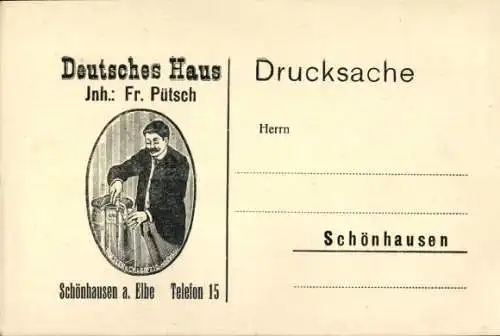 Deutsches Haus
Jnh.: Fr. Pütsch
Schönhausen a. Elbe Telefon 15
Drucksache
Herrn
Schönhausen